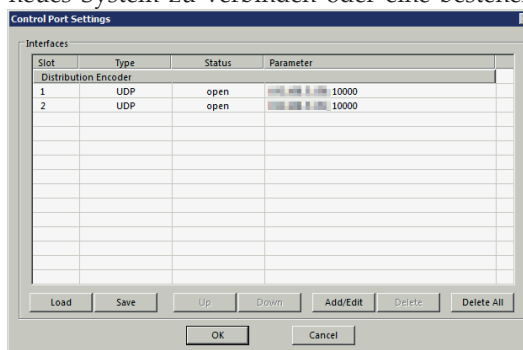 neues System zu verbinden oder eine bestehen
Control Port Settings
Interfaces
Slot Type Status Parameter
Distribution Encoder
1 UDP open 10000
2 UDP open 10000
Load Save Up Down Add/Edit Delete Delete All
OK Cancel